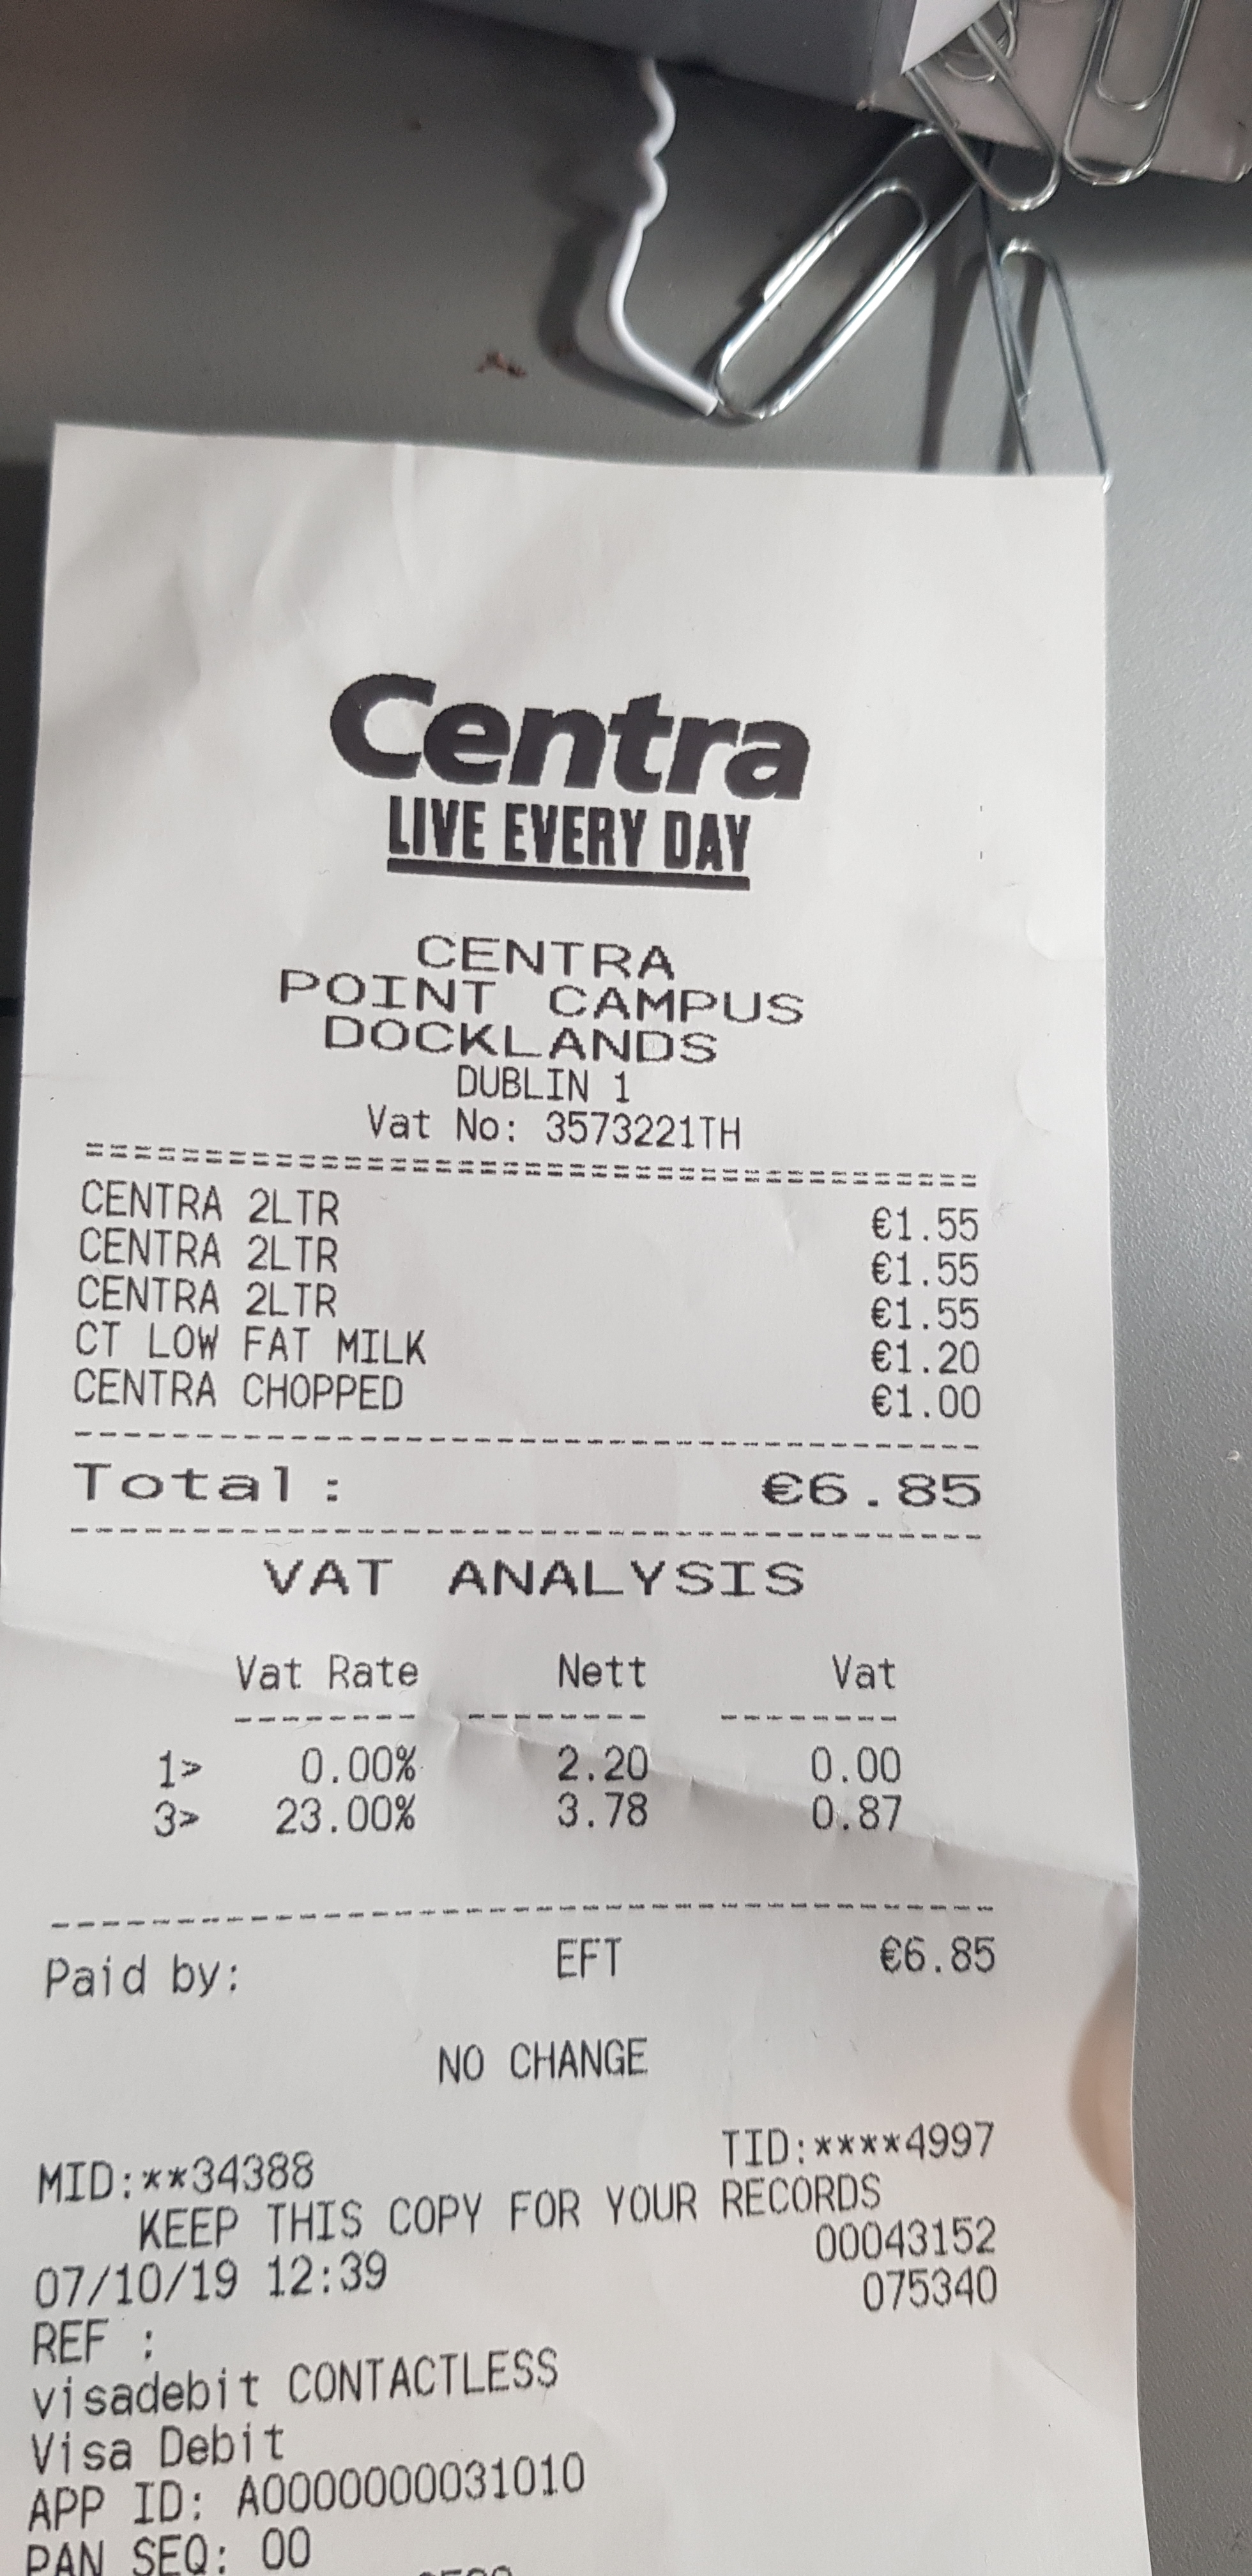 Centra
LIVE EVERY DAY
CENTRA
POINT CAMPUS
DOCKLANDS
DUBLIN 1
Vat No: 3573221TH
================================
CENTRA 2LTR €1.55
CENTRA 2LTR €1.55
CENTRA 2LTR €1.55
CT LOW FAT MILK €1.20
CENTRA CHOPPED €1.00
Total: €6.85
VAT ANALYSIS
Vat Rate Nett Vat
1> 0.00% 2.20 0.00
3> 23.00% 3.78 0.87
Paid by: EFT €6.85
NO CHANGE
MID:**34388 TID:****4997
KEEP THIS COPY FOR YOUR RECORDS
07/10/19 12:39 00043152
REF : 075340
visadebit CONTACTLESS
Visa Debit
APP ID: A0000000031010
PAN SEQ: 00